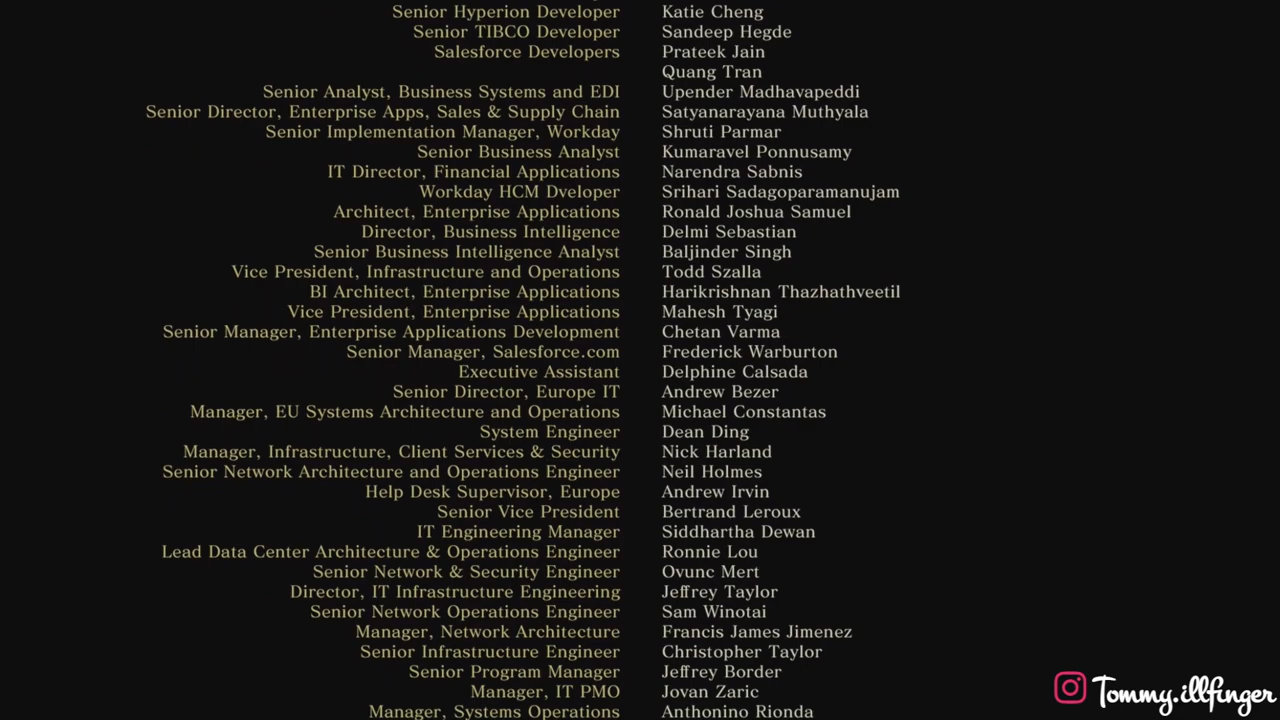 Senior Hyperion Developer Katie Cheng
Senior TIBCO Developer Sandeep Hegde
Salesforce Developers Prateek Jain
Quang Tran
Senior Analyst, Business Systems and EDI Upender Madhavapeddi
Senior Director, Enterprise Apps, Sales & Supply Chain Satyanarayana Muthyala
Senior Implementation Manager, Workday Shruti Parmar
Senior Business Analyst Kumaravel Ponnusamy
IT Director, Financial Applications Narendra Sabnis
Workday HCM Dveloper Srihari Sadagoparamanujam
Architect, Enterprise Applications Ronald Joshua Samuel
Director, Business Intelligence Delmi Sebastian
Senior Business Intelligence Analyst Baljinder Singh
Vice President, Infrastructure and Operations Todd Szalla
BI Architect, Enterprise Applications Harikrishnan Thazhathveetil
Vice President, Enterprise Applications Mahesh Tyagi
Senior Manager, Enterprise Applications Development Chetan Varma
Senior Manager, Salesforce.com Frederick Warburton
Executive Assistant Delphine Calsada
Senior Director, Europe IT Andrew Bezer
Manager, EU Systems Architecture and Operations Michael Constantas
System Engineer Dean Ding
Manager, Infrastructure, Client Services & Security Nick Harland
Senior Network Architecture and Operations Engineer Neil Holmes
Help Desk Supervisor, Europe Andrew Irvin
Senior Vice President Bertrand Leroux
IT Engineering Manager Siddhartha Dewan
Lead Data Center Architecture & Operations Engineer Ronnie Lou
Senior Network & Security Engineer Ovunc Mert
Director, IT Infrastructure Engineering Jeffrey Taylor
Senior Network Operations Engineer Sam Winotai
Manager, Network Architecture Francis James Jimenez
Senior Infrastructure Engineer Christopher Taylor
Senior Program Manager Jeffrey Border
Manager, IT PMO Jovan Zaric
Manager, Systems Operations Anthonino Rionda
Tommy.illfinger